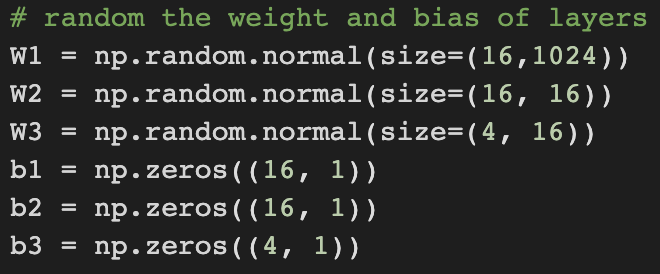 # random the weight and bias of layers
W1 = np.random.normal(size=(16,1024))
W2 = np.random.normal(size=(16, 16))
W3 = np.random.normal(size=(4, 16))
b1 = np.zeros((16, 1))
b2 = np.zeros((16, 1))
b3 = np.zeros((4, 1))